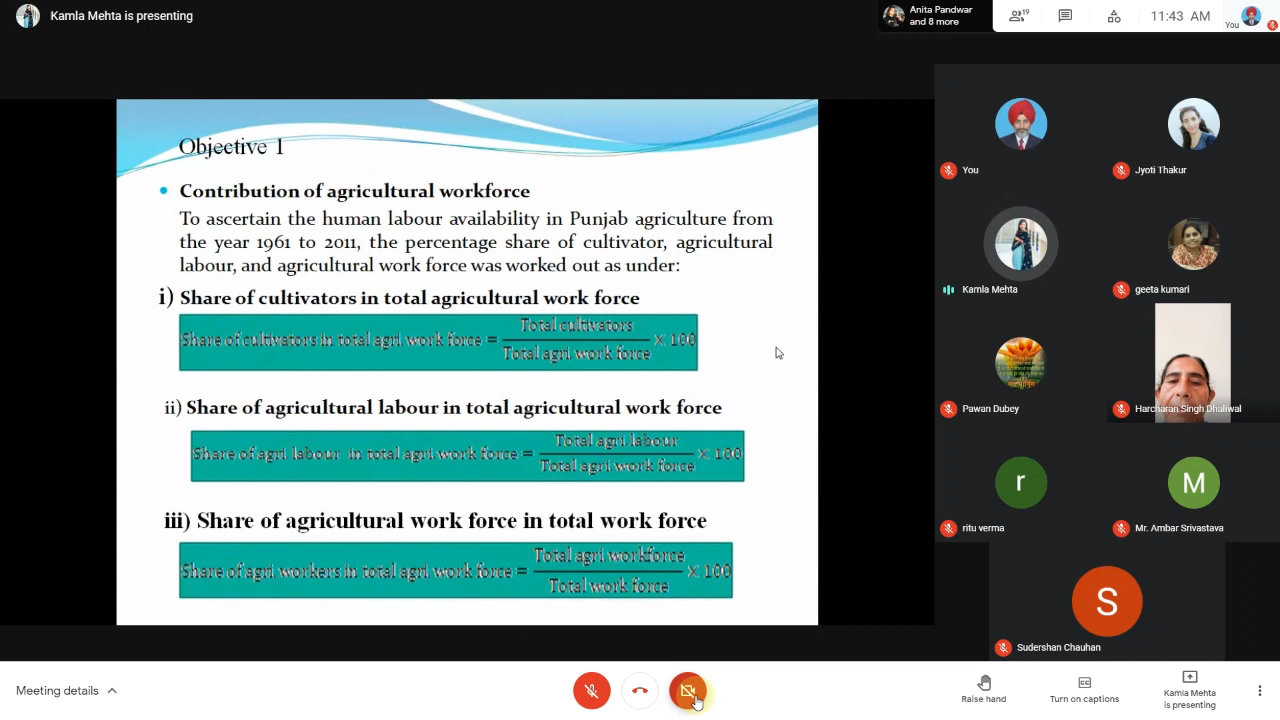 Kamla Mehta is presenting
Anita Pandwar
and 8 more
19
11:43 AM
You
Objective 1
• Contribution of agricultural workforce
To ascertain the human labour availability in Punjab agriculture from
the year 1961 to 2011, the percentage share of cultivator, agricultural
labour, and agricultural work force was worked out as under:
i) Share of cultivators in total agricultural work force
Share of cultivators in total agri work force = Total cultivators / Total agri work force × 100
ii) Share of agricultural labour in total agricultural work force
Share of agri labour in total agri work force = Total agri labour / Total agri work force × 100
iii) Share of agricultural work force in total work force
Share of agri workers in total agri work force = Total agri workforce / Total work force × 100
You
Jyoti Thakur
Kamla Mehta
geeta kumari
Pawan Dubey
Harcharan Singh Dhaliwal
r
M
ritu verma
Mr. Ambar Srivastava
S
Sudershan Chauhan
Meeting details
Raise hand
Turn on captions
Kamla Mehta
is presenting